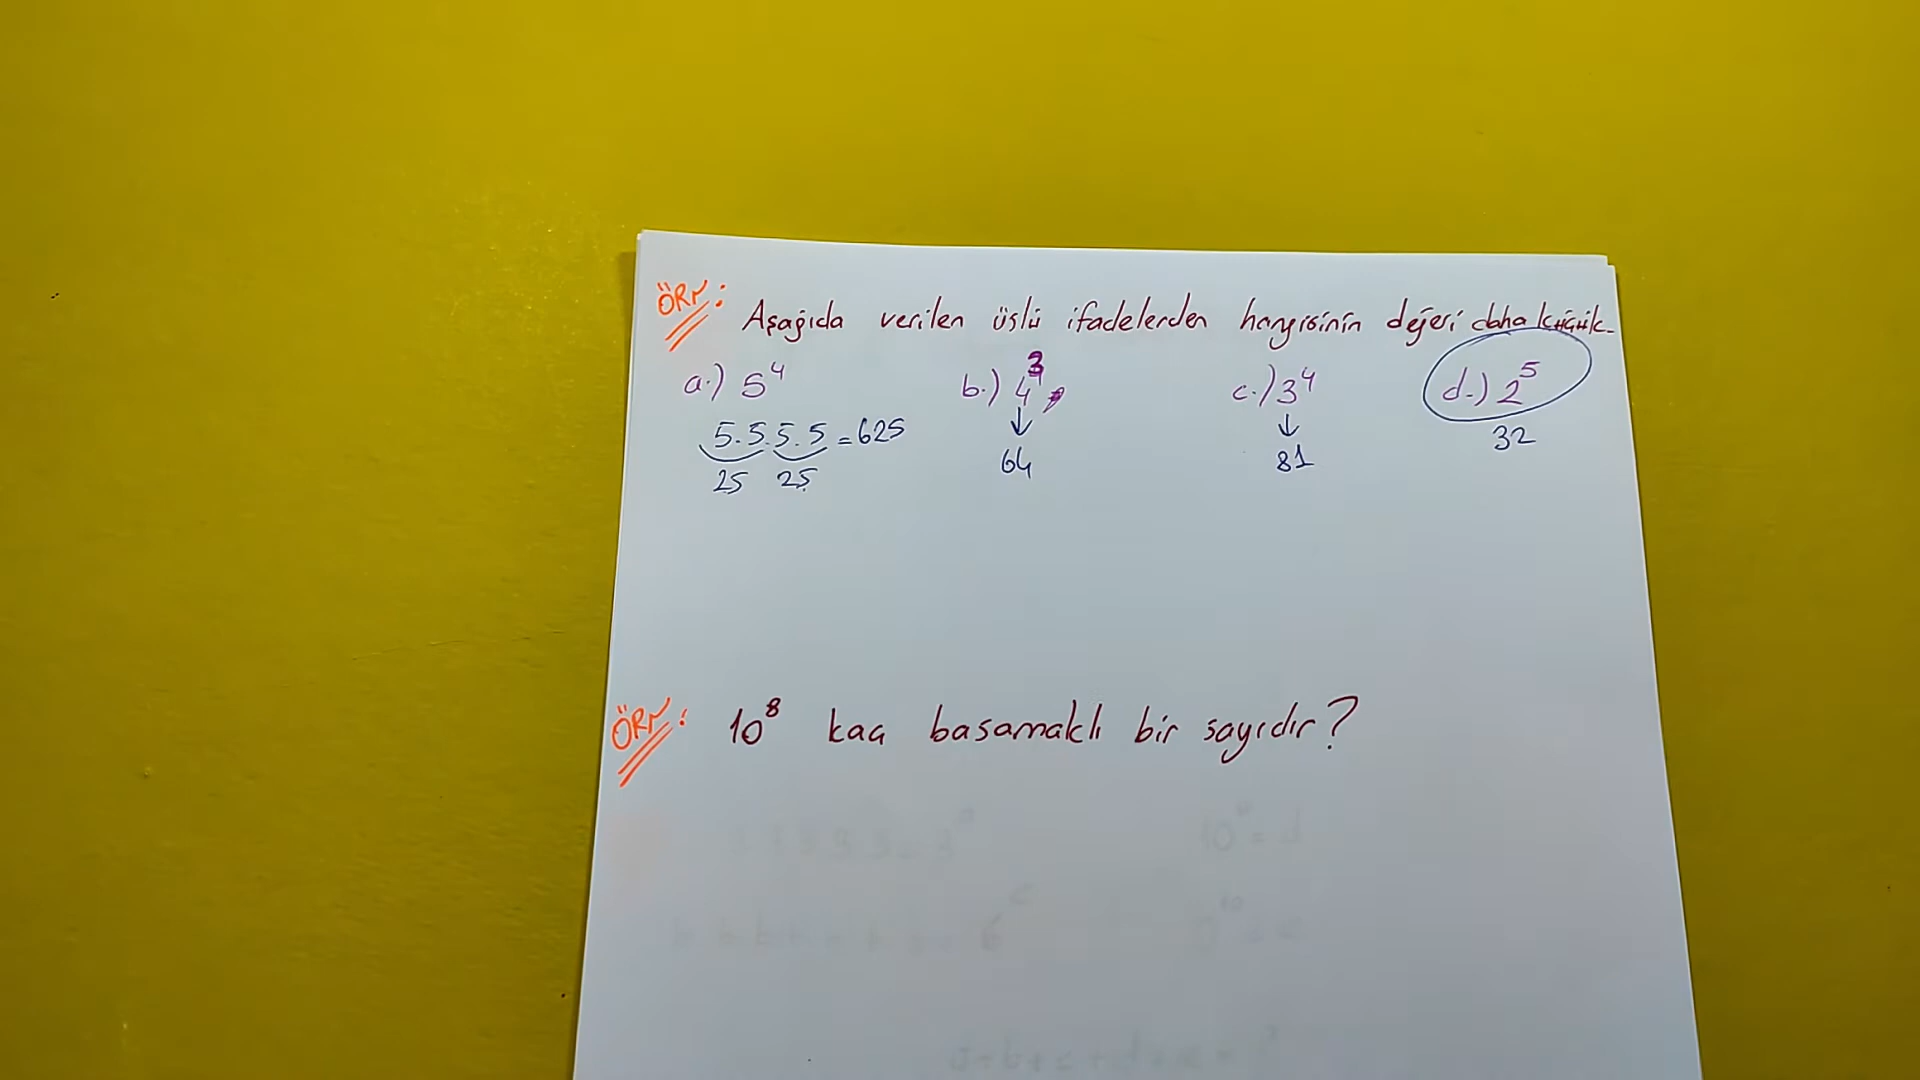 ÖRN: Aşağıda verilen üslü ifadelerden hangisinin değeri daha küçük
a.) 5⁴ b.) 4³ c.) 3⁴ d.) 2⁵
5.5.5.5=625 ↓ ↓ 32
25 25 64 81
ÖRN: 10⁸ kaç basamaklı bir sayıdır?